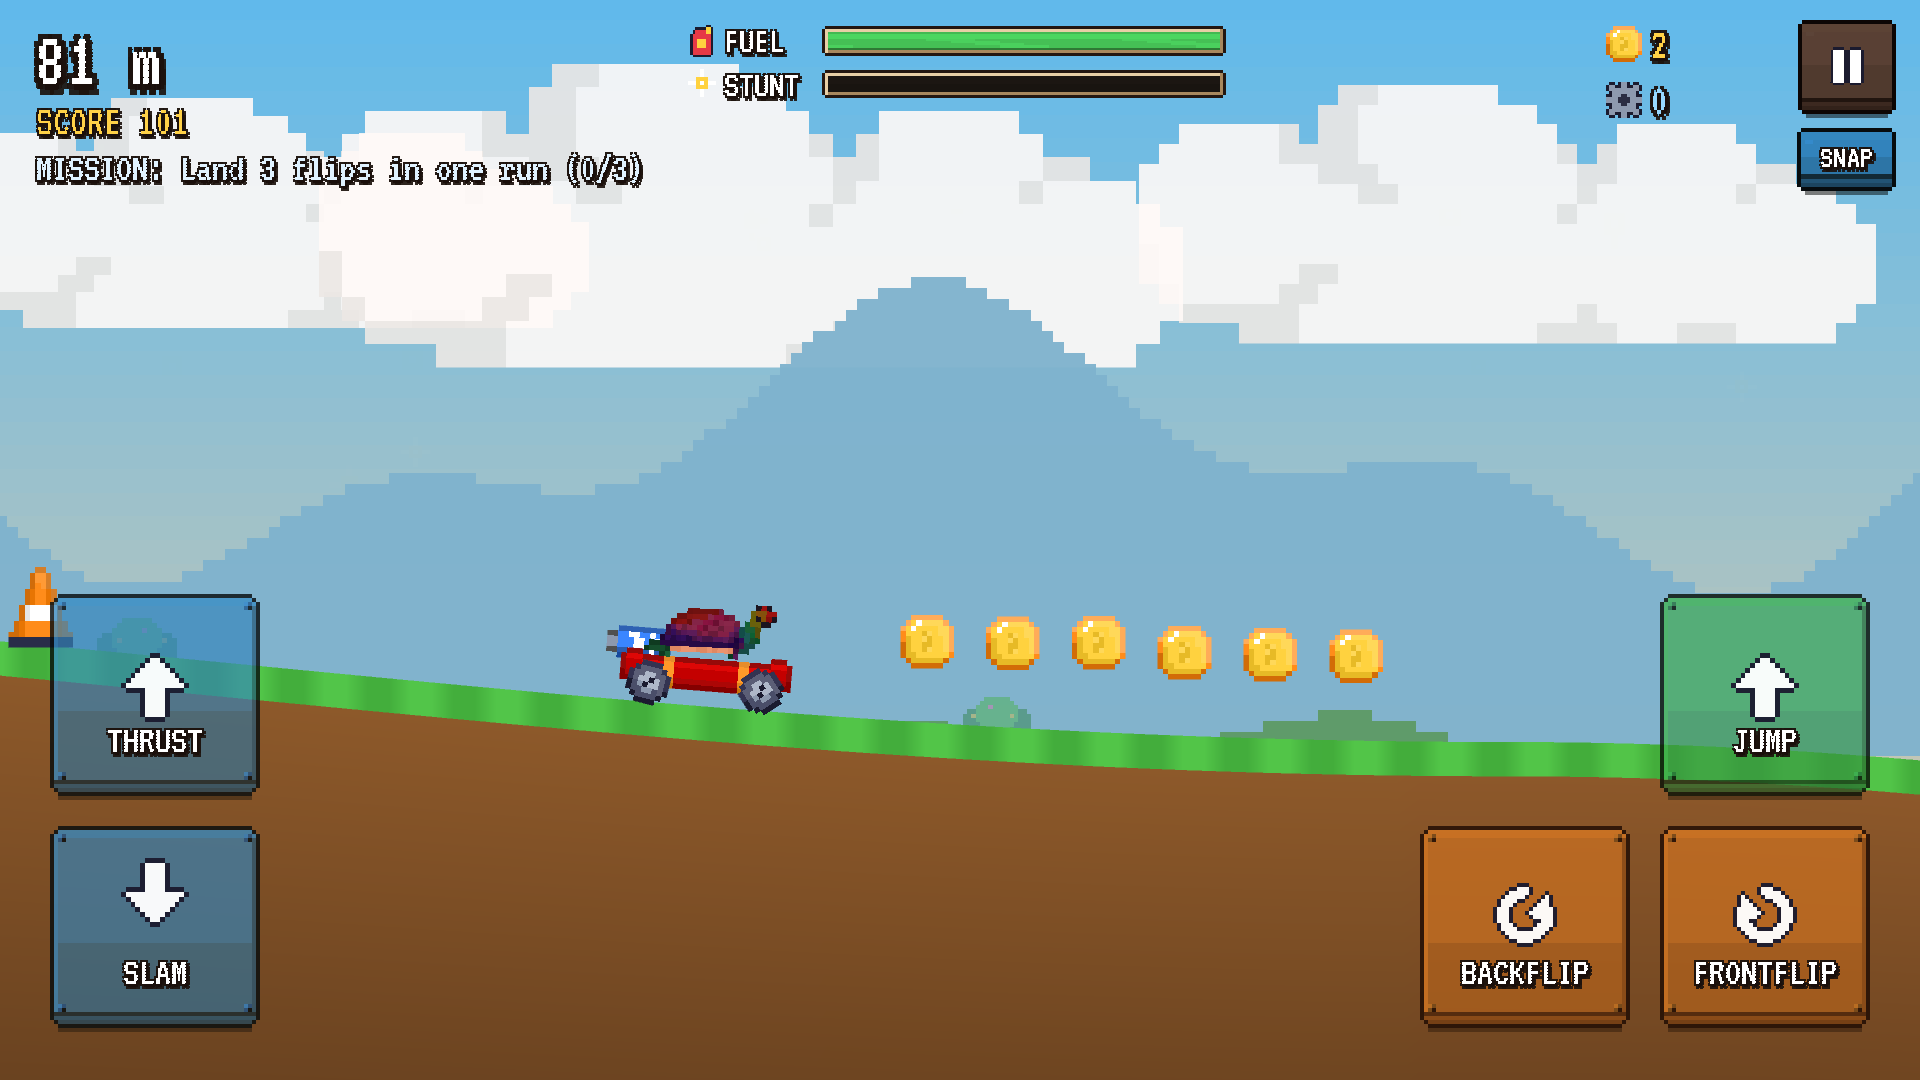 81 m
SCORE 101
MISSION: Land 3 flips in one run (0/3)
FUEL
STUNT
2
0
SNAP
THRUST
JUMP
SLAM
BACKFLIP
FRONTFLIP